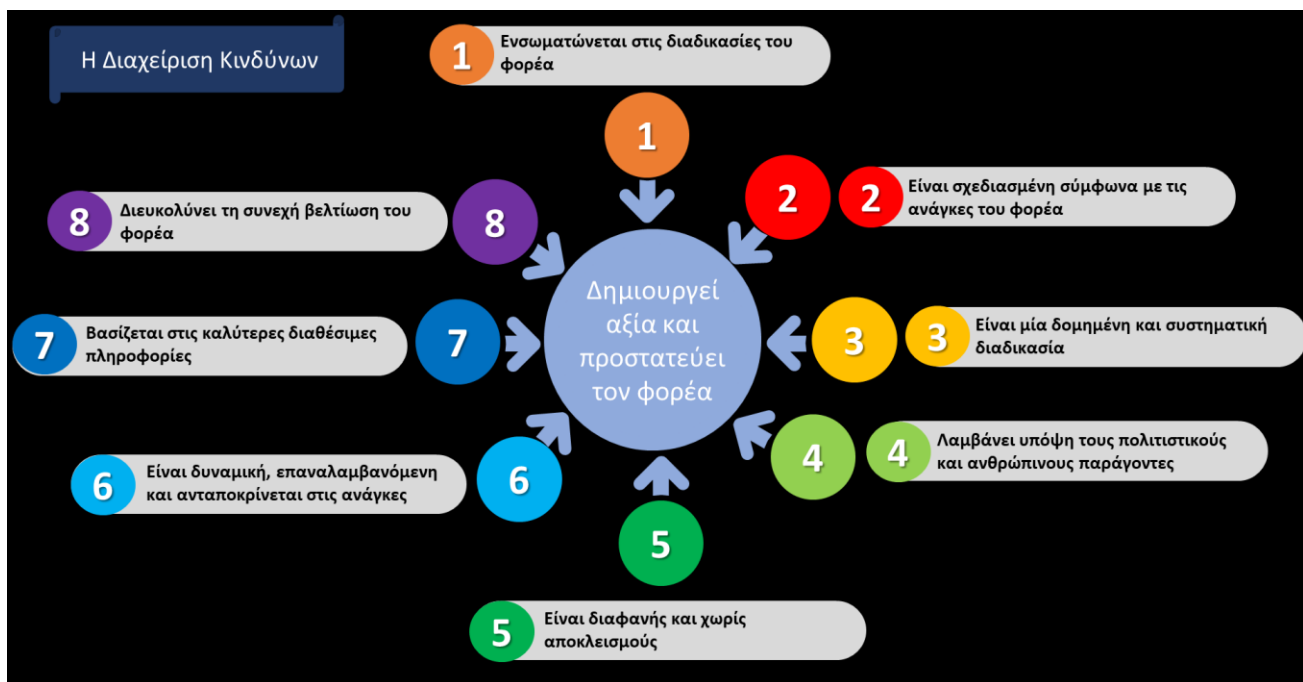 Η Διαχείριση Κινδύνων
1
Ενσωματώνεται στις διαδικασίες του
φορέα
1
2
2
Είναι σχεδιασμένη σύμφωνα με τις
ανάγκες του φορέα
3
3
Είναι μία δομημένη και συστηματική
διαδικασία
4
4
Λαμβάνει υπόψη τους πολιτιστικούς
και ανθρώπινους παράγοντες
5
5
Είναι διαφανής και χωρίς
αποκλεισμούς
6
Είναι δυναμική, επαναλαμβανόμενη
και ανταποκρίνεται στις ανάγκες
6
7
Βασίζεται στις καλύτερες διαθέσιμες
πληροφορίες
7
8
Διευκολύνει τη συνεχή βελτίωση του
φορέα
8
Δημιουργεί
αξία και
προστατεύει
τον φορέα